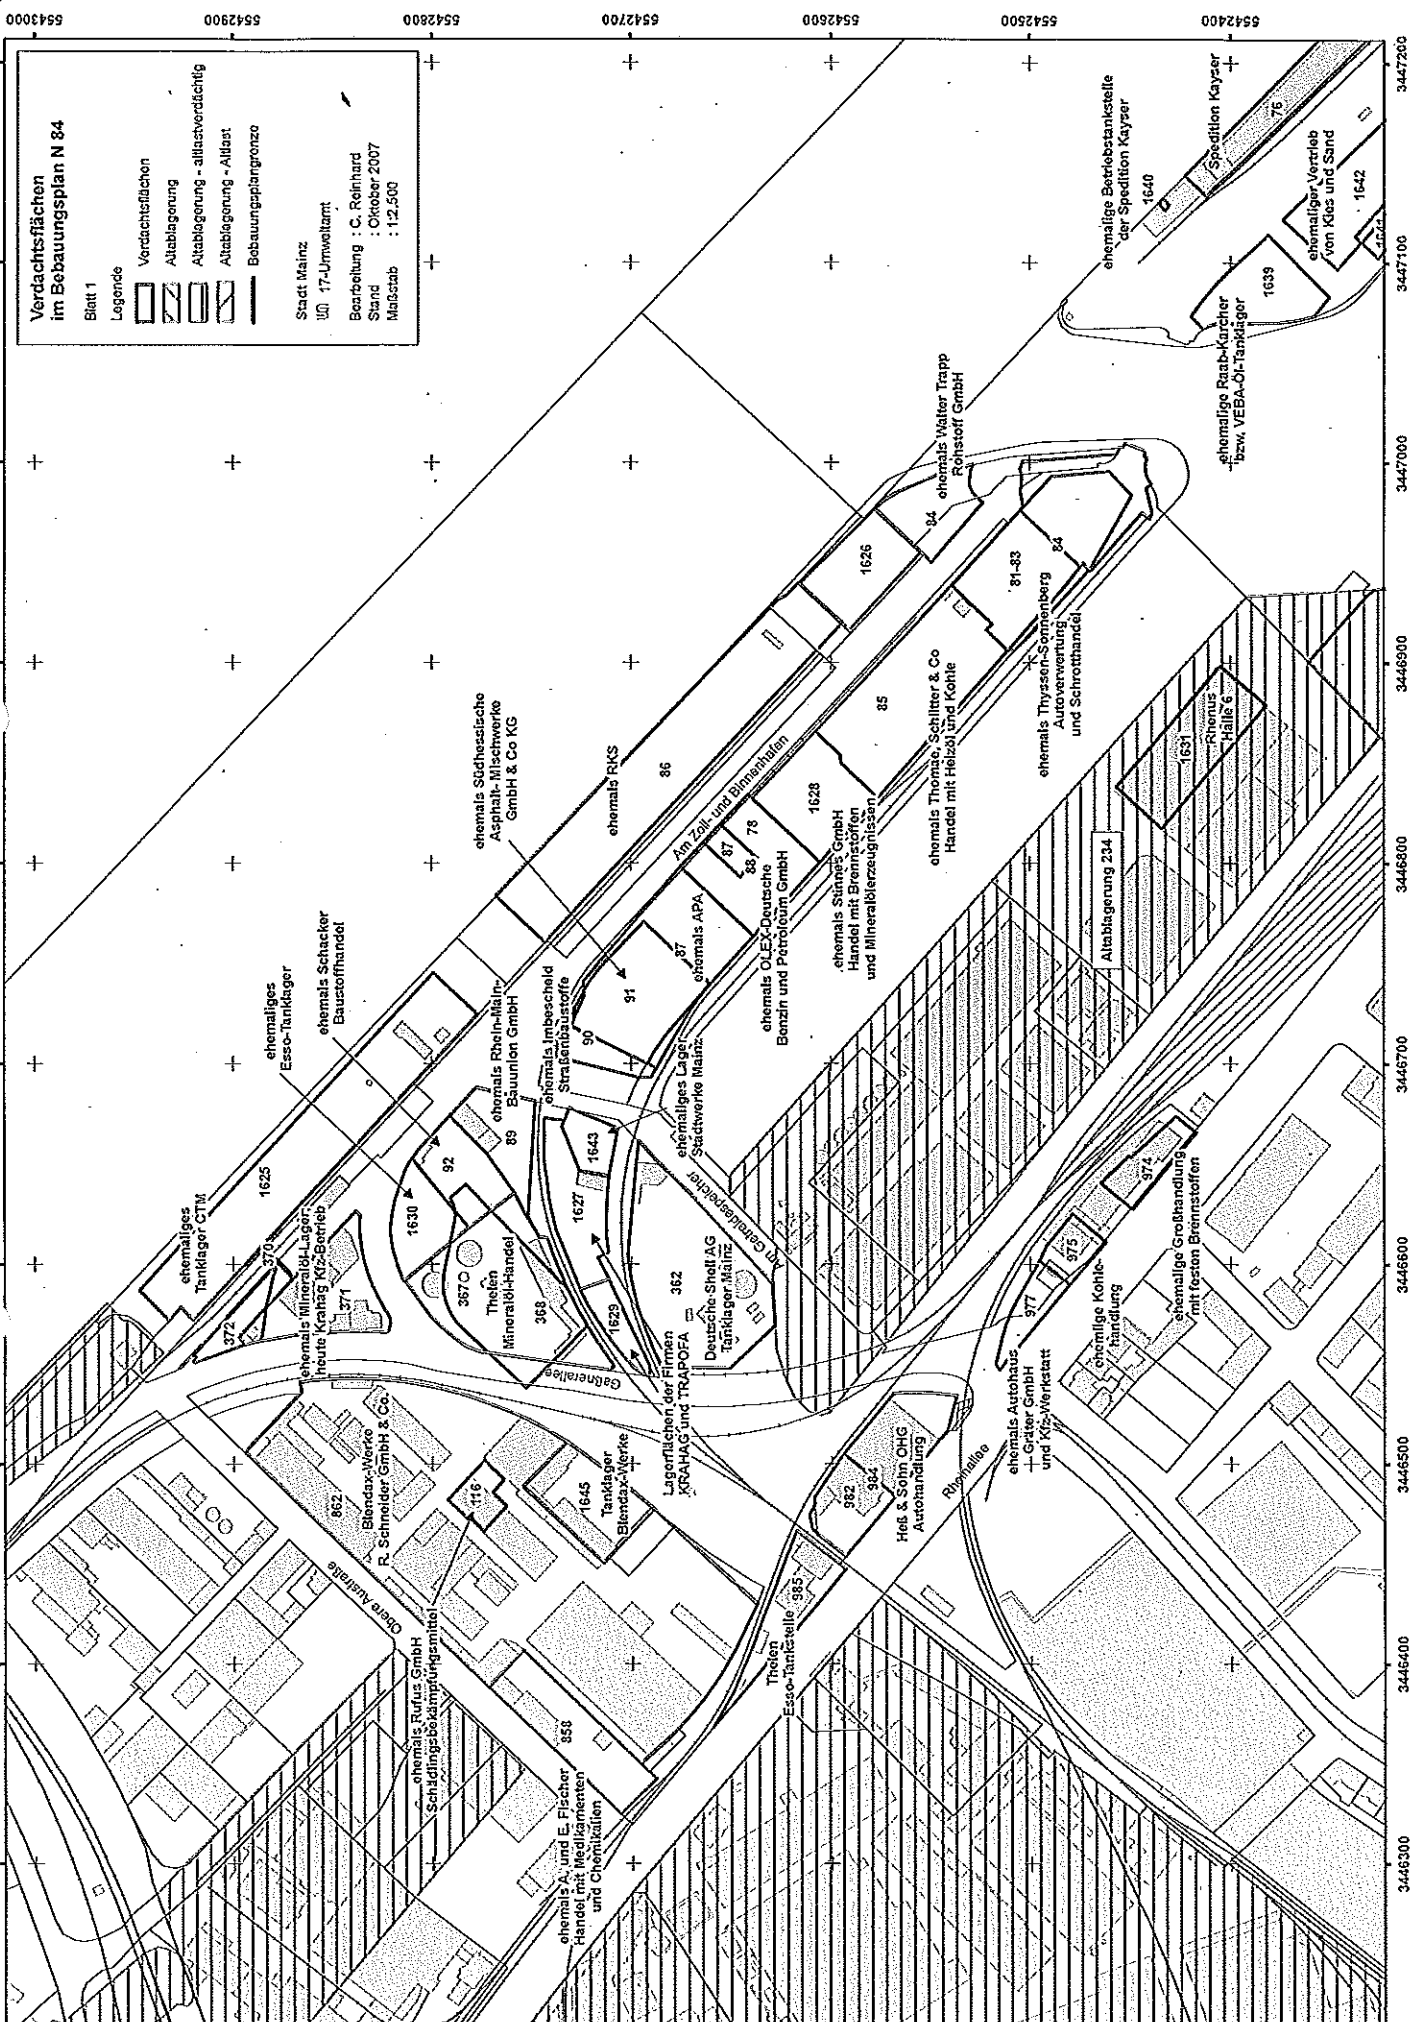 Verdachtsflächen
im Bebauungsplan N 84
Blatt 1
Legende
Verdachtsflächen
Altablagerung
Altablagerung - altlastverdächtig
Altablagerung - Altlast
Bebauungsplangrenze
Stadt Mainz
17-Umweltamt
Bearbeitung : C. Reinhard
Stand : Oktober 2007
Maßstab : 1:2.500
5543000
5542900
5542800
5542700
5542600
5542500
5542400
3447200
3447100
3447000
3446900
3446800
3446700
3446600
3446500
3446400
3446300
ehemalige Betriebstankstelle
der Spedition Kayser
1640
Spedition Kayser
76
ehemaliger Vertrieb
von Kies und Sand
1642
1641
1639
ehemalige Raab-Karcher
bzw. VEBA-Öl-Tanklager
ehemals Walter Trapp
Rohstoff GmbH
84
1626
81-83
84
ehemals Thyssen-Sonnenberg
Autoverwertung
und Schrotthandel
85
ehemals Thomae, Schlitter & Co
Handel mit Heizöl und Kohle
86
ehemals RKS
Am Zoll- und Binnenhafen
ehemals Südhessische
Asphalt- Mischwerke
GmbH & Co KG
1628
ehemals Stinnes GmbH
Handel mit Brennstoffen
und Mineralölerzeugnissen
78
87
88
ehemals OLEX-Deutsche
Benzin und Petroleum GmbH
ehemals APA
87
91
90
ehemals Imbescheid
Straßenbaustoffe
ehemals Rhein-Main-
Bauunion GmbH
89
ehemals Schacker
Baustoffhandel
ehemaliges
Esso-Tanklager
92
1630
1643
ehemaliges Lager
Stadtwerke Mainz
1627
1625
ehemaliges
Tanklager CTM
370
372
371
ehemals Mineralöl-Lager,
heute Krahag Kfz-Betrieb
367
Thelen
Mineralöl-Handel
368
1629
362
Deutsche Shell AG
Tanklager Mainz
Am Getreidespeicher
Gaßnerallee
Lagerflächen der Firmen
KRAHAG und TRAPOFA
Altablagerung 234
1631
Rhenus
Halle 6
974
ehemalige Großhandlung
mit festen Brennstoffen
975
977
ehemlige Kohle-
handlung
ehemals Autohaus
Gräter GmbH
und Kfz-Werkstatt
Rheinallee
982
984
Heß & Sohn OHG
Autohandlung
985
Thelen
Esso-Tankstelle
862
Blendax-Werke
R. Schneider GmbH & Co.
116
1645
Tanklager
Blendax-Werke
Obere Austraße
ehemals Rufus GmbH
Schädlingsbekämpfungsmittel
858
ehemals A. und E. Fischer
Handel mit Medikamenten
und Chemikalien